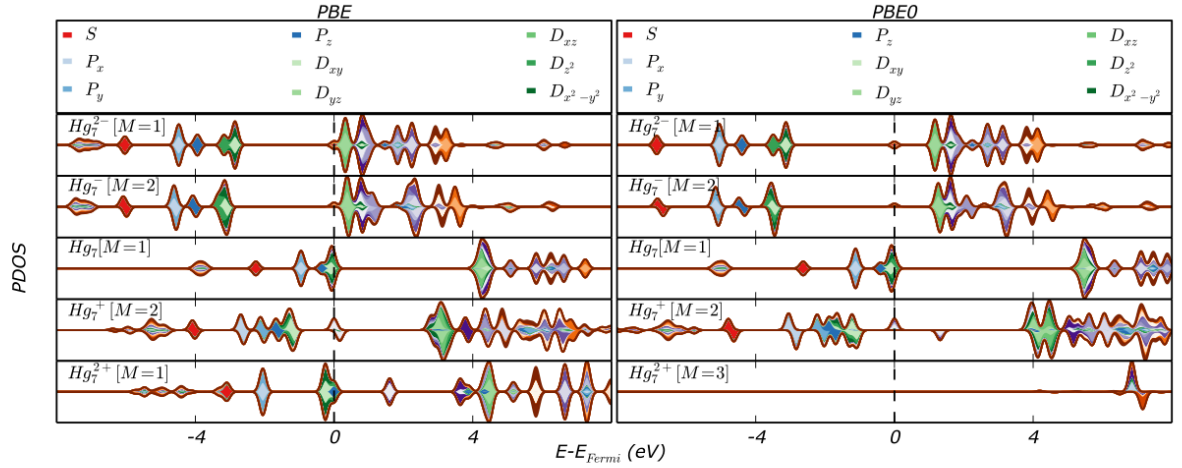 PBE
PBE0
S P_z D_xz
P_x D_xy D_z²
P_y D_yz D_x²−y²
S P_z D_xz
P_x D_xy D_z²
P_y D_yz D_x²−y²
Hg₇²⁻[M=1]
Hg₇⁻[M=2]
Hg₇[M=1]
Hg₇⁺[M=2]
Hg₇²⁺[M=1]
Hg₇²⁻[M=1]
Hg₇⁻[M=2]
Hg₇[M=1]
Hg₇⁺[M=2]
Hg₇²⁺[M=3]
PDOS
-4 0 4
-4 0 4
E-E_Fermi (eV)